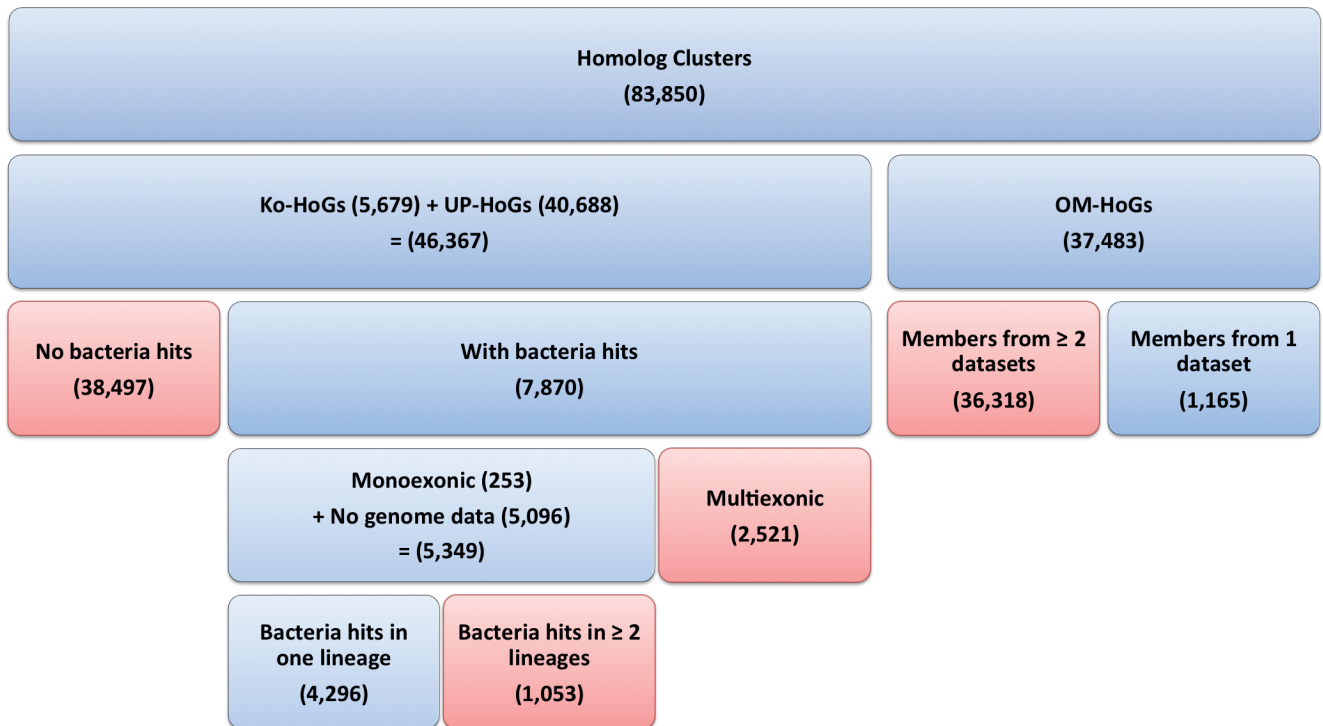 Homolog Clusters
(83,850)
Ko-HoGs (5,679) + UP-HoGs (40,688)
= (46,367)
OM-HoGs
(37,483)
No bacteria hits
(38,497)
With bacteria hits
(7,870)
Members from ≥ 2
datasets
(36,318)
Members from 1
dataset
(1,165)
Monoexonic (253)
+ No genome data (5,096)
= (5,349)
Multiexonic
(2,521)
Bacteria hits in
one lineage
(4,296)
Bacteria hits in ≥ 2
lineages
(1,053)